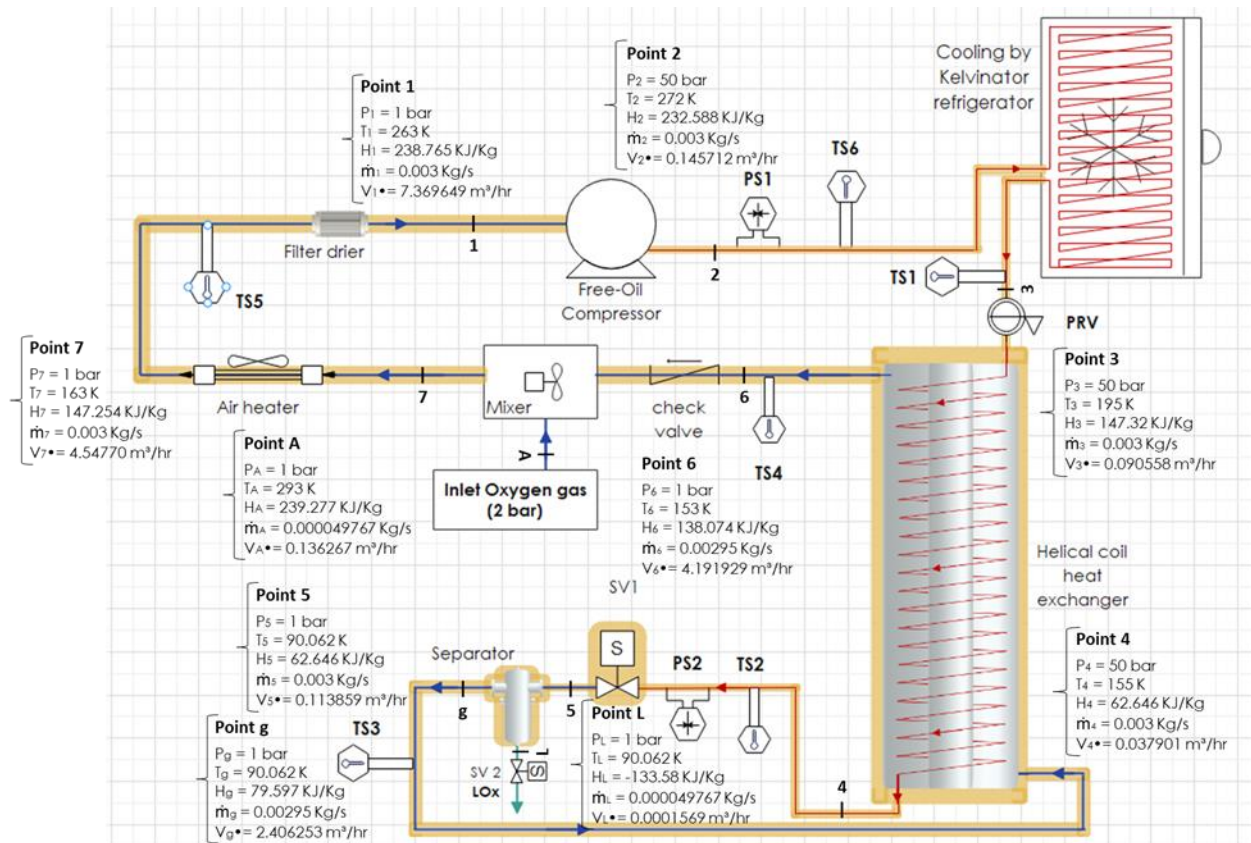 Point 1
P1 = 1 bar
T1 = 263 K
H1 = 238.765 KJ/Kg
ṁ1 = 0.003 Kg/s
V1• = 7.369649 m³/hr
Point 2
P2 = 50 bar
T2 = 272 K
H2 = 232.588 KJ/Kg
ṁ2 = 0.003 Kg/s
V2• = 0.145712 m³/hr
Cooling by
Kelvinator
refrigerator
TS6
PS1
Filter drier
1
2
TS5
Free-Oil
Compressor
TS1
3
PRV
Point 7
P7 = 1 bar
T7 = 163 K
H7 = 147.254 KJ/Kg
ṁ7 = 0.003 Kg/s
V7• = 4.54770 m³/hr
Air heater
7
Mixer
check
valve
6
TS4
Point 3
P3 = 50 bar
T3 = 195 K
H3 = 147.32 KJ/Kg
ṁ3 = 0.003 Kg/s
V3• = 0.090558 m³/hr
Point A
PA = 1 bar
TA = 293 K
HA = 239.277 KJ/Kg
ṁA = 0.000049767 Kg/s
VA• = 0.136267 m³/hr
A
Inlet Oxygen gas
(2 bar)
Point 6
P6 = 1 bar
T6 = 153 K
H6 = 138.074 KJ/Kg
ṁ6 = 0.00295 Kg/s
V6• = 4.191929 m³/hr
Helical coil
heat
exchanger
Point 5
P5 = 1 bar
T5 = 90.062 K
H5 = 62.646 KJ/Kg
ṁ5 = 0.003 Kg/s
V5• = 0.113859 m³/hr
SV1
S
Separator
PS2
TS2
g
5
Point 4
P4 = 50 bar
T4 = 155 K
H4 = 62.646 KJ/Kg
ṁ4 = 0.003 Kg/s
V4• = 0.037901 m³/hr
Point g
Pg = 1 bar
Tg = 90.062 K
Hg = 79.597 KJ/Kg
ṁg = 0.00295 Kg/s
Vg• = 2.406253 m³/hr
TS3
L
SV 2
S
LOx
Point L
PL = 1 bar
TL = 90.062 K
HL = -133.58 KJ/Kg
ṁL = 0.000049767 Kg/s
VL• = 0.0001569 m³/hr
4